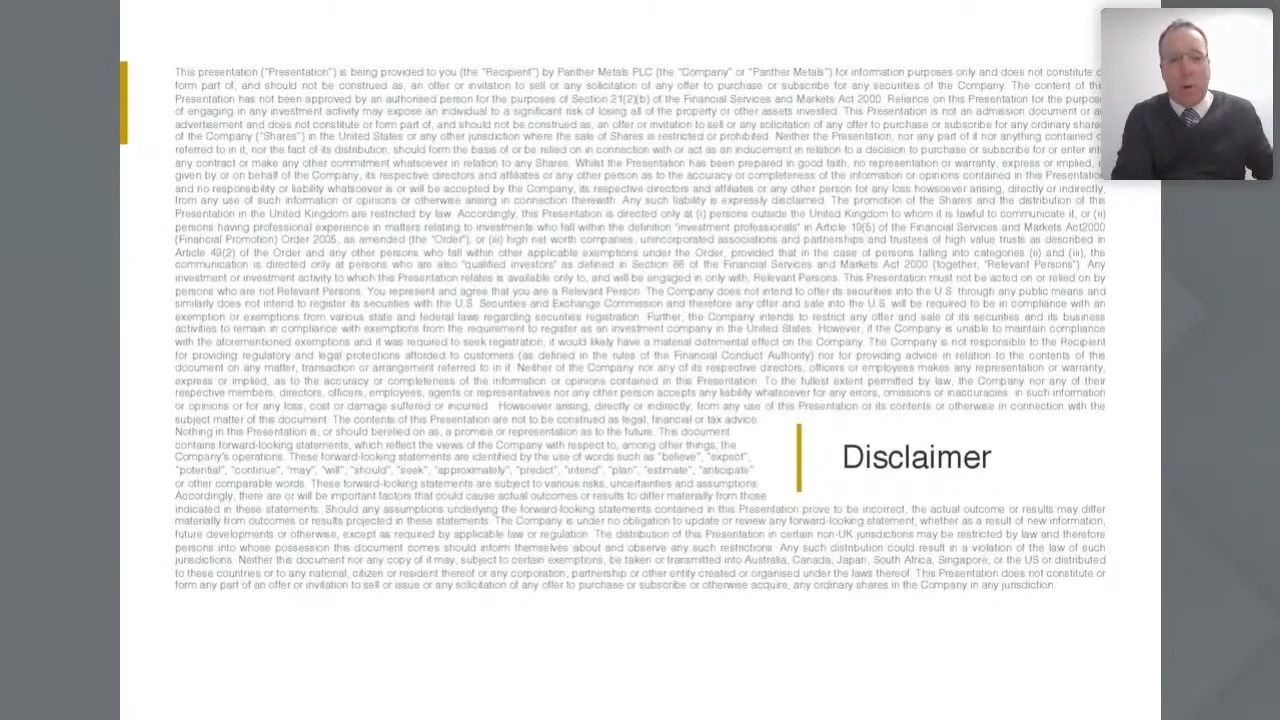 This presentation ("Presentation") is being provided to you (the "Recipient") by Panther Metals PLC (the "Company" or "Panther Metals") for information purposes only and does not constitute
form part of, and should not be construed as, an offer or invitation to sell or any solicitation of any offer to purchase or subscribe for any securities of the Company. The content of the
Presentation has not been approved by an authorised person for the purposes of Section 21(2)(b) of the Financial Services and Markets Act 2000. Reliance on this Presentation for the purpose
of engaging in any investment activity may expose an individual to a significant risk of losing all of the property or other assets invested. This Presentation is not an admission document or
advertisement and does not constitute or form part of, and should not be construed as, an offer or invitation to sell or any solicitation of any offer to purchase or subscribe for any ordinary share
of the Company ("Shares") in the United States or any other jurisdiction where the sale of Shares is restricted or prohibited. Neither the Presentation, nor any part of it nor anything contained
referred to in it, nor the fact of its distribution, should form the basis of or be relied on in connection with or act as an inducement in relation to a decision to purchase or subscribe for or enter
any contract or make any other commitment whatsoever in relation to any Shares. Whilst the Presentation has been prepared in good faith, no representation or warranty, express or implied,
given by or on behalf of the Company, its respective directors and affiliates or any other person as to the accuracy or completeness of the information or opinions contained in this Presentation
and no responsibility or liability whatsoever is or will be accepted by the Company, its respective directors and affiliates or any other person for any loss howsoever arising, directly or indirectly,
from any use of such information or opinions or otherwise arising in connection therewith. Any such liability is expressly disclaimed. The promotion of the Shares and the distribution of this
Presentation in the United Kingdom are restricted by law. Accordingly, this Presentation is directed only at (i) persons outside the United Kingdom to whom it is lawful to communicate it, or (ii)
persons having professional experience in matters relating to investments who fall within the definition "investment professionals" in Article 19(5) of the Financial Services and Markets Act2000
(Financial Promotion) Order 2005, as amended (the "Order"), or (iii) high net worth companies, unincorporated associations and partnerships and trustees of high value trusts as described in
Article 49(2) of the Order and any other persons who fall within other applicable exemptions under the Order, provided that in the case of persons falling into categories (ii) and (iii), the
communication is directed only at persons who are also "qualified investors" as defined in Section 86 of the Financial Services and Markets Act 2000 (together, "Relevant Persons"). Any
investment or investment activity to which this Presentation relates is available only to, and will be engaged in only with, Relevant Persons. This Presentation must not be acted on or relied on by
persons who are not Relevant Persons. You represent and agree that you are a Relevant Person. The Company does not intend to offer its securities into the U.S. through any public means and
similarly does not intend to register its securities with the U.S. Securities and Exchange Commission and therefore any offer and sale into the U.S. will be required to be in compliance with an
exemption or exemptions from various state and federal laws regarding securities registration. Further, the Company intends to restrict any offer and sale of its securities and its business
activities to remain in compliance with exemptions from the requirement to register as an investment company in the United States. However, if the Company is unable to maintain compliance
with the aforementioned exemptions and it was required to seek registration, it would likely have a material detrimental effect on the Company. The Company is not responsible to the Recipient
for providing regulatory and legal protections afforded to customers (as defined in the rules of the Financial Conduct Authority) nor for providing advice in relation to the contents of this
document on any matter, transaction or arrangement referred to in it. Neither of the Company nor any of its respective directors, officers or employees makes any representation or warranty,
express or implied, as to the accuracy or completeness of the information or opinions contained in this Presentation. To the fullest extent permitted by law, the Company nor any of their
respective members, directors, officers, employees, agents or representatives nor any other person accepts any liability whatsoever for any errors, omissions or inaccuracies in such information
or opinions or for any loss, cost or damage suffered or incurred Howsoever arising, directly or indirectly, from any use of this Presentation or its contents or otherwise in connection with the
subject matter of this document. The contents of this Presentation are not to be construed as legal, financial or tax advice.
Nothing in this Presentation is, or should berelied on as, a promise or representation as to the future. This document
contains forward-looking statements, which reflect the views of the Company with respect to, among other things, the
Company's operations. These forward-looking statements are identified by the use of words such as "believe", "expect",
"potential", "continue", "may", "will", "should", "seek", "approximately", "predict", "intend", "plan", "estimate", "anticipate"
or other comparable words. These forward-looking statements are subject to various risks, uncertainties and assumptions.
Accordingly, there are or will be important factors that could cause actual outcomes or results to differ materially from those
Disclaimer
indicated in these statements. Should any assumptions underlying the forward-looking statements contained in this Presentation prove to be incorrect, the actual outcome or results may differ
materially from outcomes or results projected in these statements. The Company is under no obligation to update or review any forward-looking statement, whether as a result of new information,
future developments or otherwise, except as required by applicable law or regulation. The distribution of this Presentation in certain non-UK jurisdictions may be restricted by law and therefore
persons into whose possession this document comes should inform themselves about and observe any such restrictions. Any such distribution could result in a violation of the law of such
jurisdictions. Neither this document nor any copy of it may, subject to certain exemptions, be taken or transmitted into Australia, Canada, Japan, South Africa, Singapore, or the US or distributed
to these countries or to any national, citizen or resident thereof or any corporation, partnership or other entity created or organised under the laws thereof. This Presentation does not constitute or
form any part of an offer or invitation to sell or issue or any solicitation of any offer to purchase or subscribe or otherwise acquire, any ordinary shares in the Company in any jurisdiction.